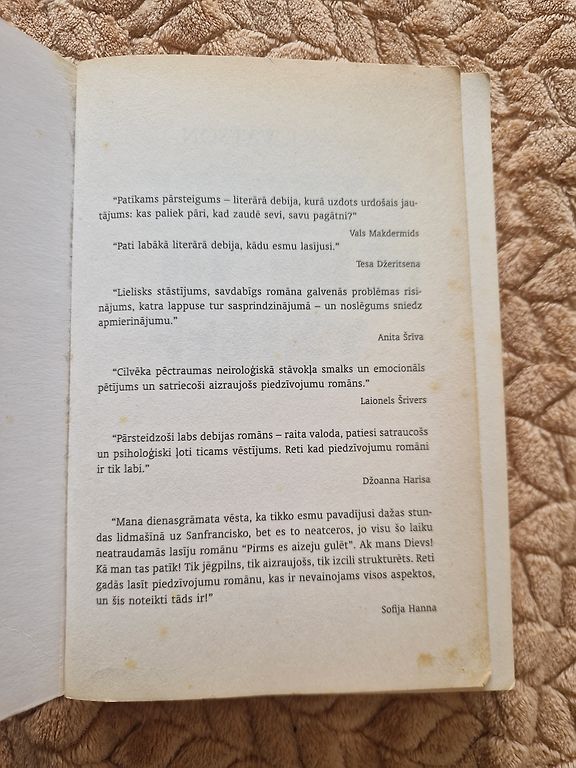 “Patīkams pārsteigums – literārā debija, kurā uzdots urdošais jau-
tājums: kas paliek pāri, kad zaudē sevi, savu pagātni?”
Vals Makdermids
“Pati labākā literārā debija, kādu esmu lasījusi.”
Tesa Džeritsena
“Lielisks stāstījums, savdabīgs romāna galvenās problēmas risi-
nājums, katra lappuse tur sasprindzinājumā – un noslēgums sniedz
apmierinājumu.”
Anita Šrīva
“Cilvēka pēctraumas neiroloģiskā stāvokļa smalks un emocionāls
pētījums un satriecoši aizraujošs piedzīvojumu romāns.”
Laionels Šrivers
“Pārsteidzoši labs debijas romāns – raita valoda, patiesi satraucošs
un psiholoģiski ļoti ticams vēstījums. Reti kad piedzīvojumu romāni
ir tik labi.”
Džoanna Harisa
“Mana dienasgrāmata vēsta, ka tikko esmu pavadījusi dažas stun-
das lidmašīnā uz Sanfrancisko, bet es to neatceros, jo visu šo laiku
neatraudamās lasīju romānu “Pirms es aizeju gulēt”. Ak mans Dievs!
Kā man tas patīk! Tik jēgpilns, tik aizraujošs, tik izcili strukturēts. Reti
gadās lasīt piedzīvojumu romānu, kas ir nevainojams visos aspektos,
un šis noteikti tāds ir!”
Sofija Hanna